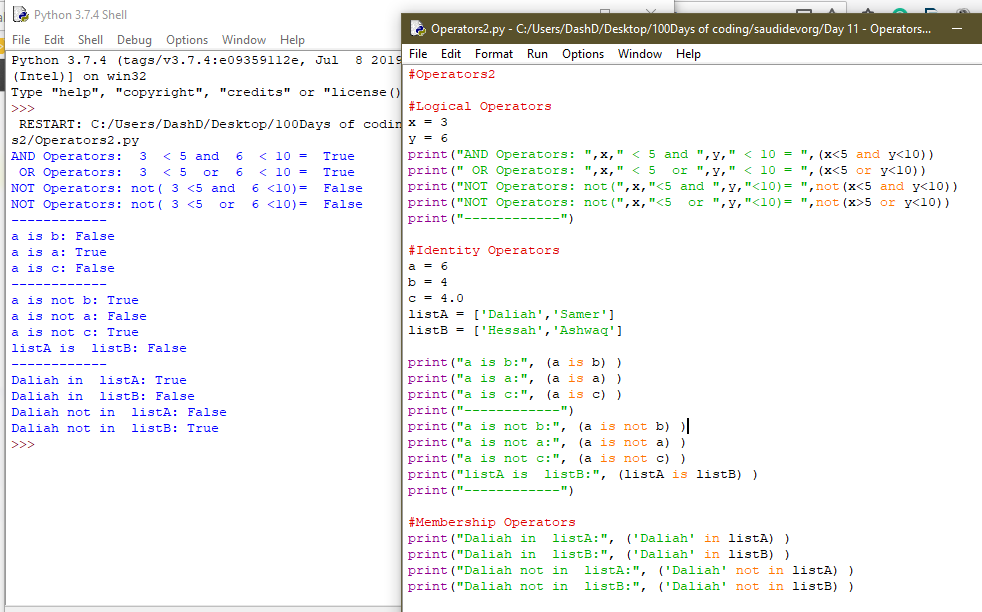 Python 3.7.4 Shell
File Edit Shell Debug Options Window Help
Python 3.7.4 (tags/v3.7.4:e09359112e, Jul  8 2019
(Intel)] on win32
Type "help", "copyright", "credits" or "license()
>>>
 RESTART: C:/Users/DashD/Desktop/100Days of codin
s2/Operators2.py
AND Operators:  3  < 5 and  6  < 10 =  True
 OR Operators:  3  < 5  or  6  < 10 =  True
NOT Operators: not( 3 <5 and  6 <10)=  False
NOT Operators: not( 3 <5  or  6 <10)=  False
------------
a is b: False
a is a: True
a is c: False
------------
a is not b: True
a is not a: False
a is not c: True
listA is  listB: False
------------
Daliah in  listA: True
Daliah in  listB: False
Daliah not in  listA: False
Daliah not in  listB: True
>>>
Operators2.py - C:/Users/DashD/Desktop/100Days of coding/saudidevorg/Day 11 - Operators...
File Edit Format Run Options Window Help
#Operators2
#Logical Operators
x = 3
y = 6
print("AND Operators: ",x," < 5 and ",y," < 10 = ",(x<5 and y<10))
print(" OR Operators: ",x," < 5  or ",y," < 10 = ",(x<5 or y<10))
print("NOT Operators: not(",x,"<5 and ",y,"<10)= ",not(x<5 and y<10))
print("NOT Operators: not(",x,"<5  or ",y,"<10)= ",not(x>5 or y<10))
print("------------")
#Identity Operators
a = 6
b = 4
c = 4.0
listA = ['Daliah','Samer']
listB = ['Hessah','Ashwaq']
print("a is b:", (a is b) )
print("a is a:", (a is a) )
print("a is c:", (a is c) )
print("------------")
print("a is not b:", (a is not b) )
print("a is not a:", (a is not a) )
print("a is not c:", (a is not c) )
print("listA is  listB:", (listA is listB) )
print("------------")
#Membership Operators
print("Daliah in  listA:", ('Daliah' in listA) )
print("Daliah in  listB:", ('Daliah' in listB) )
print("Daliah not in  listA:", ('Daliah' not in listA) )
print("Daliah not in  listB:", ('Daliah' not in listB) )